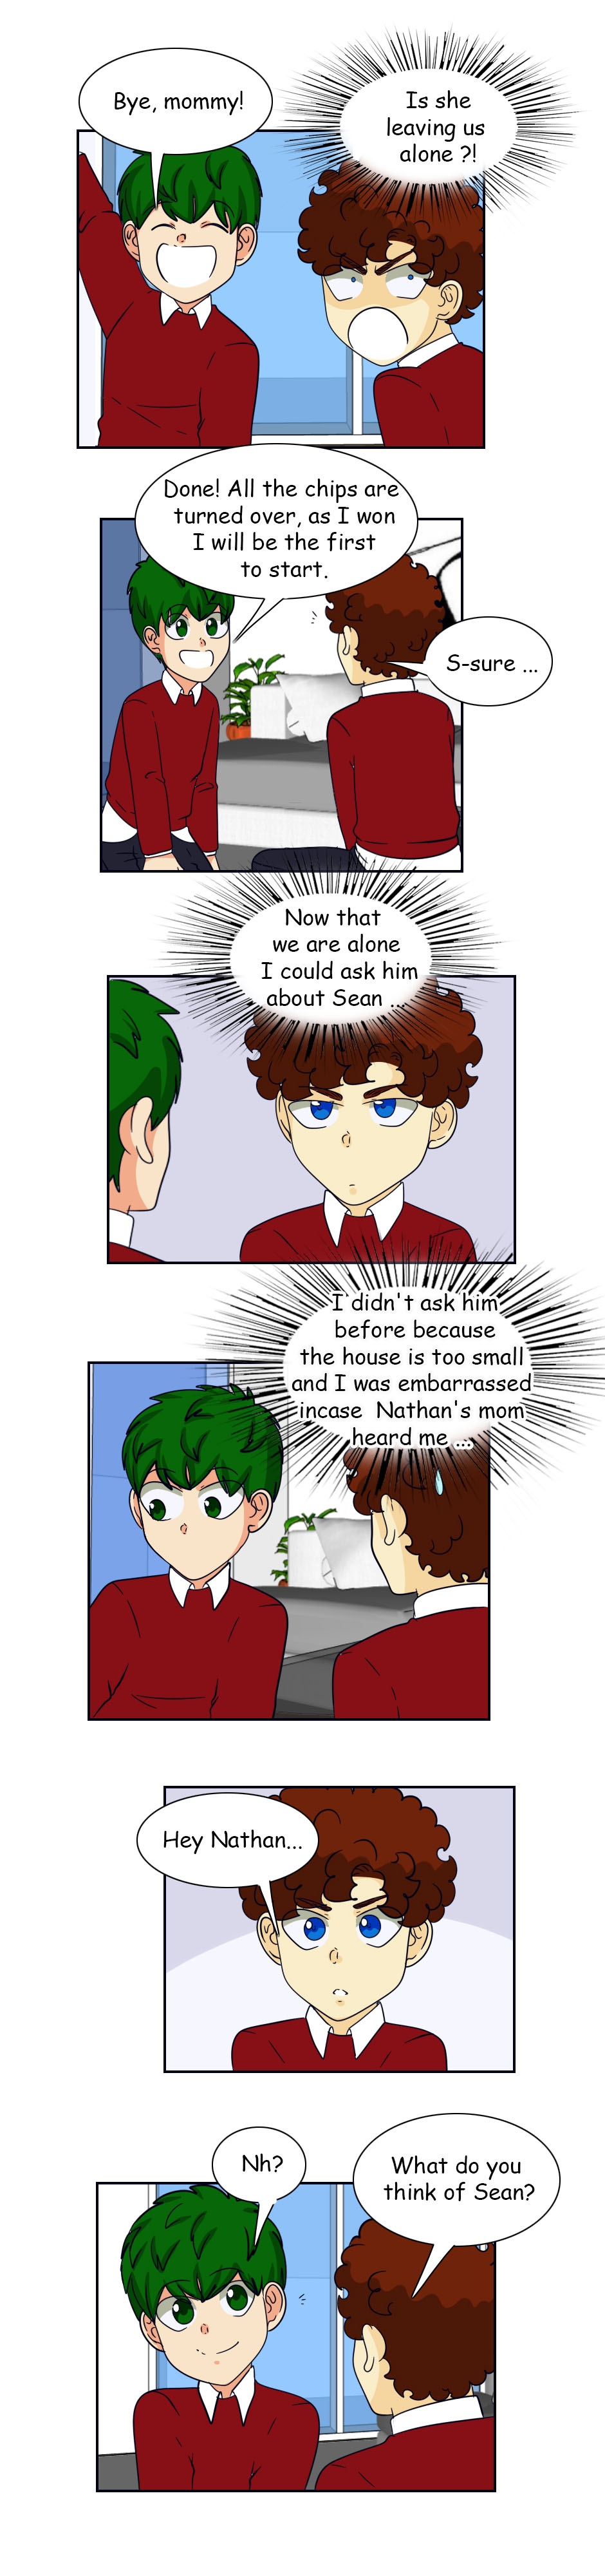 Bye, mommy!
Is she
leaving us
alone ?!
Done! All the chips are
turned over, as I won
I will be the first
to start.
S-sure ...
Now that
we are alone
I could ask him
about Sean ...
I didn't ask him
before because
the house is too small
and I was embarrassed
incase Nathan's mom
heard me ...
Hey Nathan...
Nh?
What do you
think of Sean?